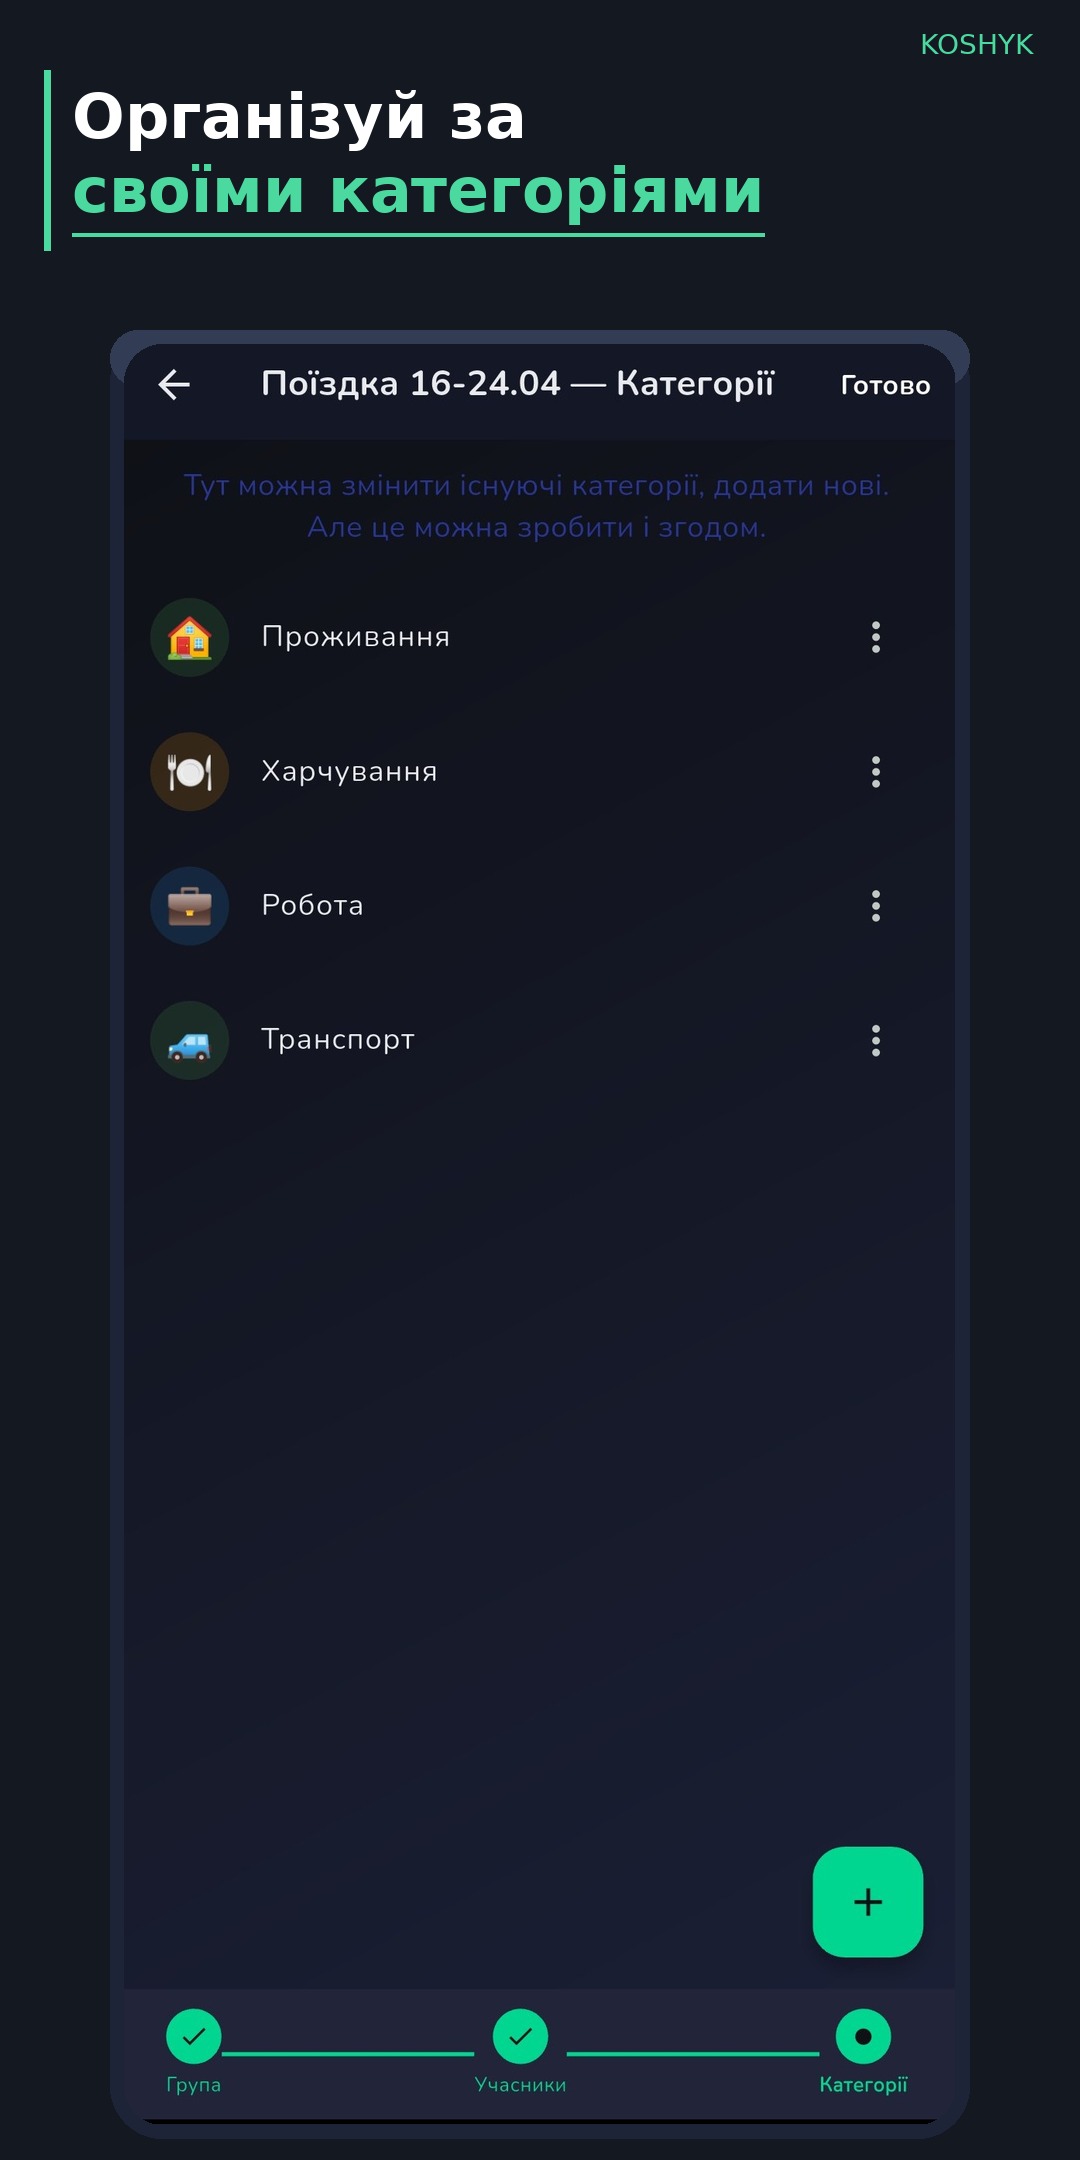 KOSHYK
Організуй за
своїми категоріями
Поїздка 16-24.04 — Категорії
Готово
Тут можна змінити існуючі категорії, додати нові.
Але це можна зробити і згодом.
Проживання
Харчування
Робота
Транспорт
Група
Учасники
Категорії